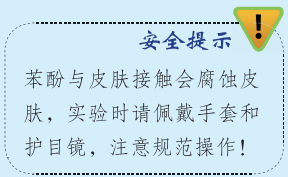 安全提示
苯酚与皮肤接触会腐蚀皮
肤，实验时请佩戴手套和
护目镜，注意规范操作！